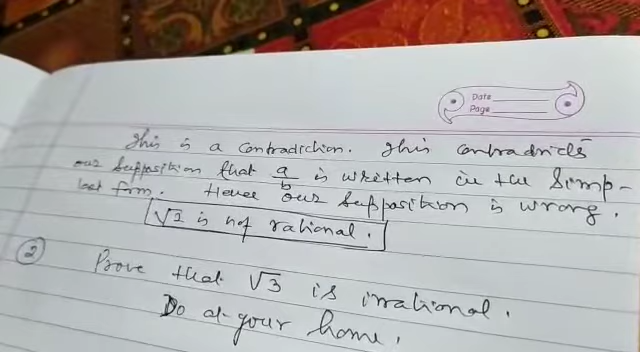 Date
Page
This is a contradiction. This contradicts
our supposition that a/b is written in the simp-
lest form. Hence our supposition is wrong.
√2 is not rational.
② Prove that √3 is irrational.
Do at your home.